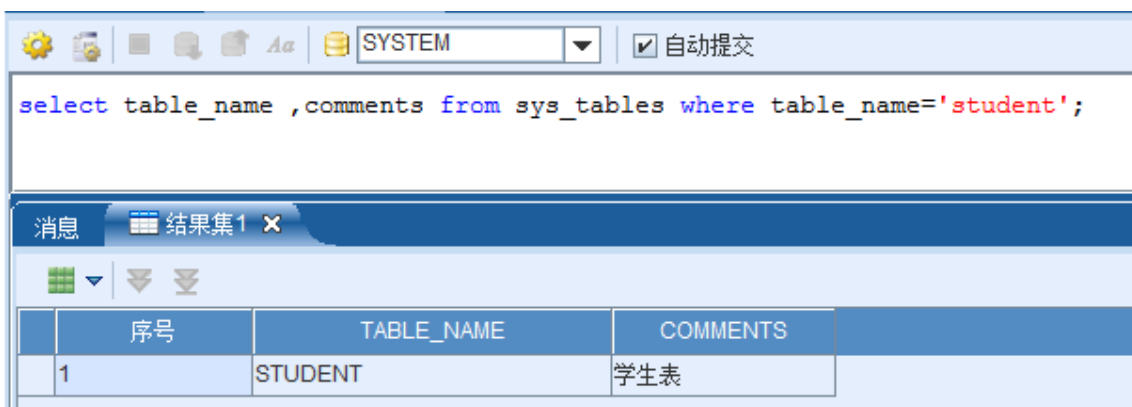 Aa SYSTEM 自动提交
select table_name ,comments from sys_tables where table_name='student';
消息 结果集1
序号 TABLE_NAME COMMENTS
1 STUDENT 学生表